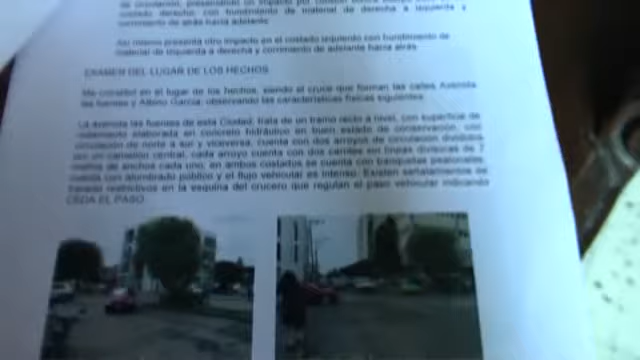 de circulación, presentando un impacto por
costado derecho, con hundimiento de material de derecha a izquierda y
corrimiento de atrás hacia adelante.
Así mismo presenta otro impacto en el costado izquierdo con hundimiento de
material de izquierda a derecha y corrimiento de adelante hacia atrás.
EXAMEN DEL LUGAR DE LOS HECHOS.
Me constituí en el lugar de los hechos, siendo el cruce que forman las calles Avenida
las fuentes y Albino García, observando las características físicas siguientes:
La avenida las fuentes de esta Ciudad, trata de un tramo recto a nivel, con superficie de
rodamiento elaborada en concreto hidráulico en buen estado de conservación, con
circulación de norte a sur y viceversa, cuenta con dos arroyos de circulación divididos
por un camellón central, cada arroyo cuenta con dos carriles sin líneas divisoras de 7
metros de anchos cada uno, en ambos costados se cuenta con banquetas peatonales,
cuenta con alumbrado público y el flujo vehicular es intenso. Existen señalamientos de
restrictivos en la esquina del crucero que regulan el paso vehicular indicando
CEDA EL PASO.